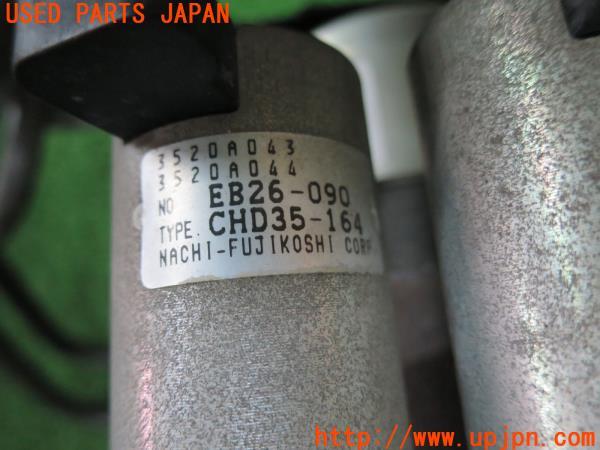 USED PARTS JAPAN
3520A043
3520A044
NO EB26-090
TYPE. CHD35-164
NACHI-FUJIKOSHI CORP
http://www.upjpn.com/